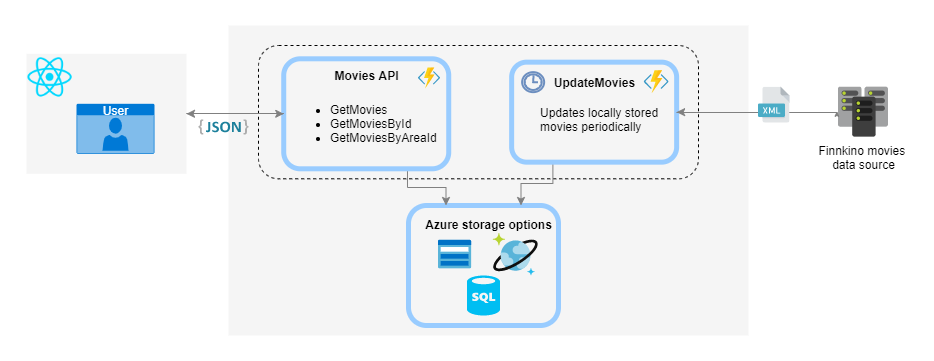 User
{JSON}
Movies API
• GetMovies
• GetMoviesById
• GetMoviesByAreaId
UpdateMovies
Updates locally stored
movies periodically
XML
Finnkino movies
data source
Azure storage options
SQL